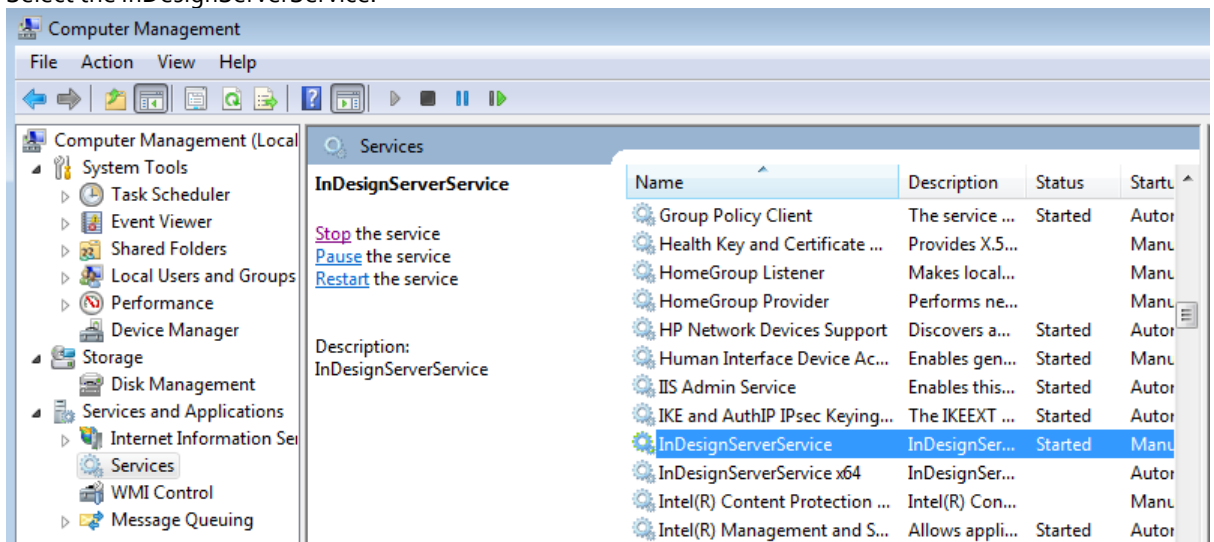 Select the InDesignServerService.
Computer Management
File Action View Help
Computer Management (Local
System Tools
Task Scheduler
Event Viewer
Shared Folders
Local Users and Groups
Performance
Device Manager
Storage
Disk Management
Services and Applications
Internet Information Ser
Services
WMI Control
Message Queuing
Services
InDesignServerService
Stop the service
Pause the service
Restart the service
Description:
InDesignServerService
Name Description Status Startu
Group Policy Client The service ... Started Autor
Health Key and Certificate ... Provides X.5... Manu
HomeGroup Listener Makes local... Manu
HomeGroup Provider Performs ne... Manu
HP Network Devices Support Discovers a... Started Autor
Human Interface Device Ac... Enables gen... Started Manu
IIS Admin Service Enables this... Started Autor
IKE and AuthIP IPsec Keying... The IKEEXT ... Started Autor
InDesignServerService InDesignSer... Started Manu
InDesignServerService x64 InDesignSer... Autor
Intel(R) Content Protection ... Intel(R) Con... Manu
Intel(R) Management and S... Allows appli... Started Autor